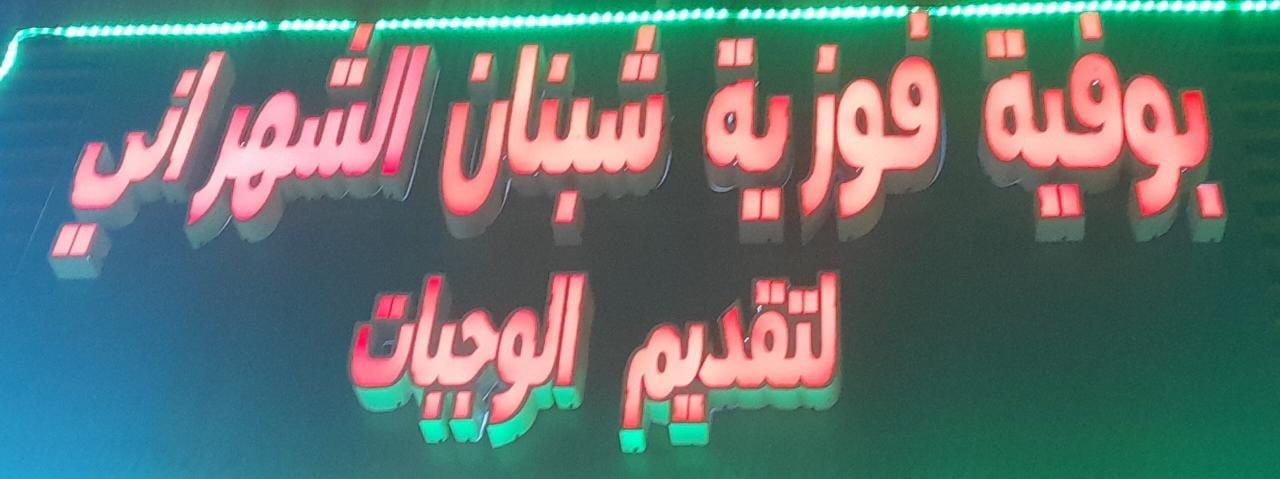 بوفية فوزية شبنان الشهراني
لتقديم الوجبات